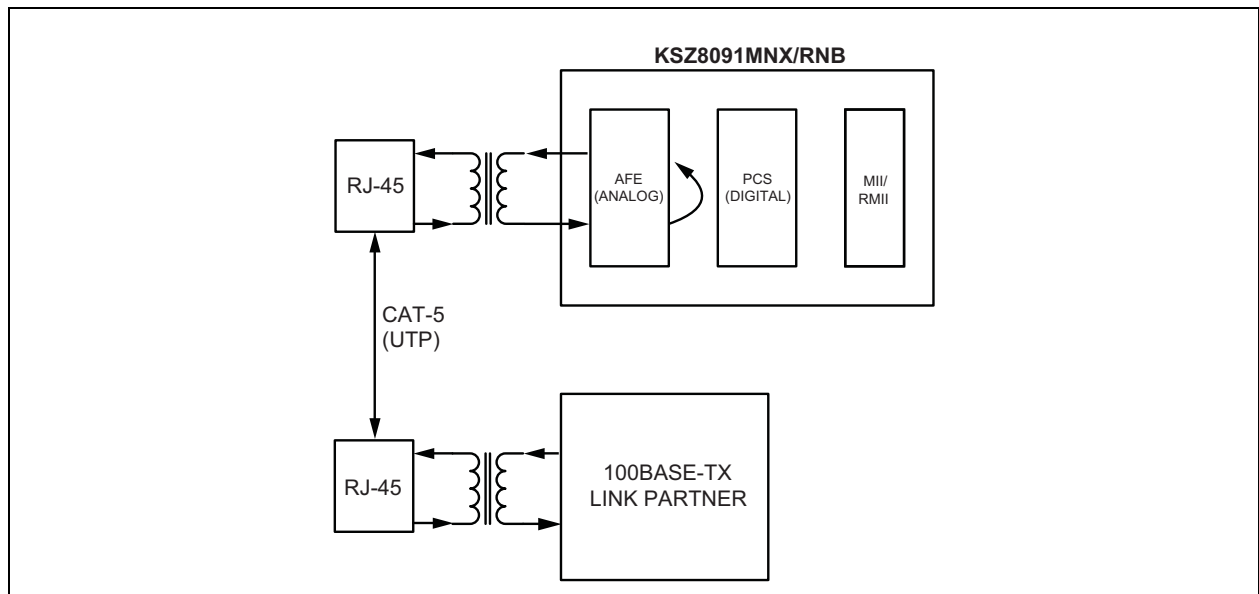 KSZ8091MNX/RNB
RJ-45
AFE
(ANALOG)
PCS
(DIGITAL)
MII/
RMII
CAT-5
(UTP)
RJ-45
100BASE-TX
LINK PARTNER